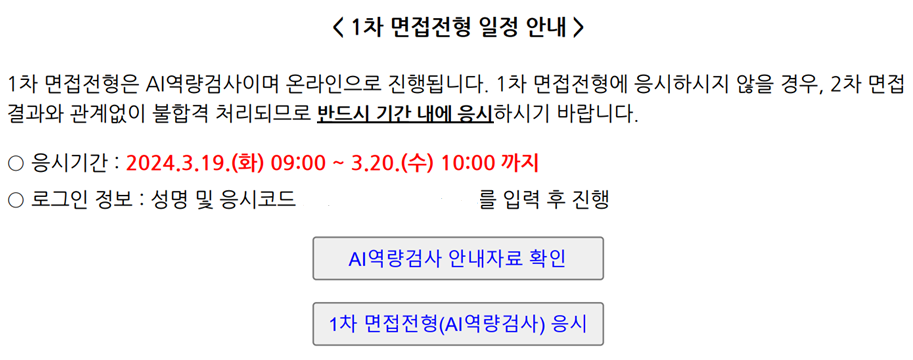 < 1차 면접전형 일정 안내 >
1차 면접전형은 AI역량검사이며 온라인으로 진행됩니다. 1차 면접전형에 응시하시지 않을 경우, 2차 면접
결과와 관계없이 불합격 처리되므로 반드시 기간 내에 응시하시기 바랍니다.
○ 응시기간 : 2024.3.19.(화) 09:00 ~ 3.20.(수) 10:00 까지
○ 로그인 정보 : 성명 및 응시코드 를 입력 후 진행
AI역량검사 안내자료 확인
1차 면접전형(AI역량검사) 응시